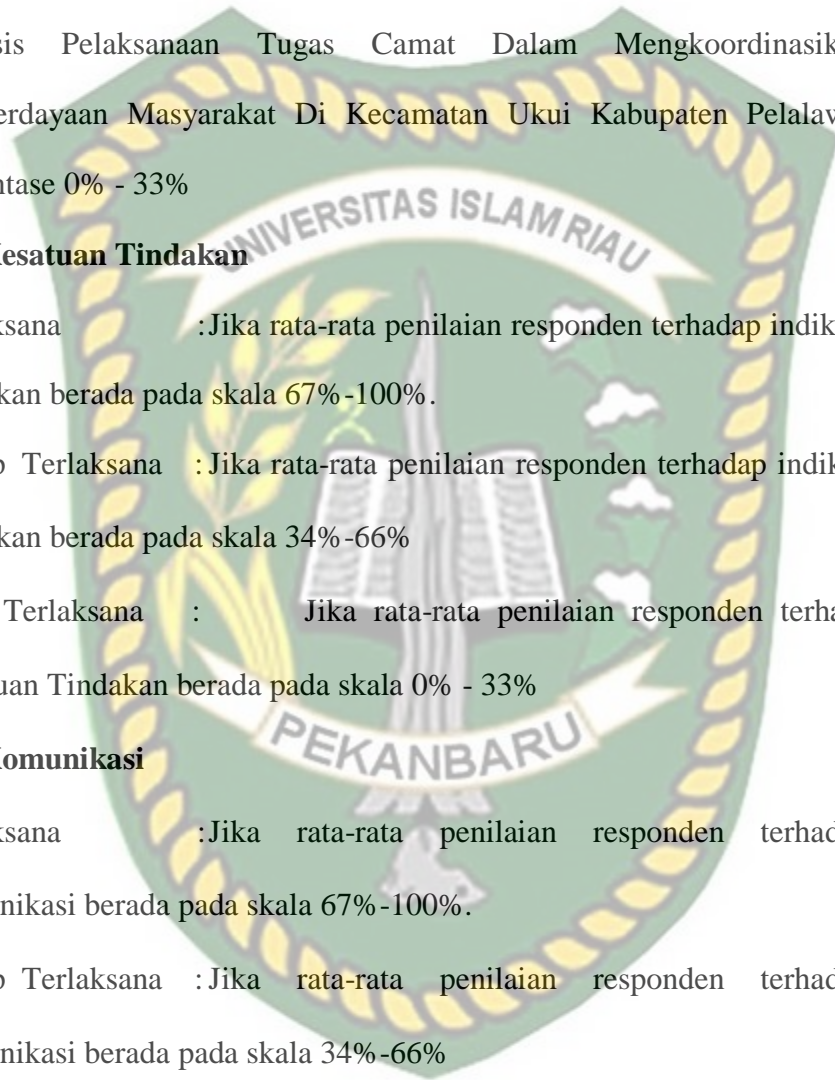 sis Pelaksanaan Tugas Camat Dalam Mengkoordinasik
erdayaan Masyarakat Di Kecamatan Ukui Kabupaten Pelalav
ntase 0% - 33%
UNIVERSITAS ISLAM RIAU
Kesatuan Tindakan
ksana :Jika rata-rata penilaian responden terhadap indik
kan berada pada skala 67%-100%.
p Terlaksana :Jika rata-rata penilaian responden terhadap indik
kan berada pada skala 34%-66%
Terlaksana : Jika rata-rata penilaian responden terha
uan Tindakan berada pada skala 0% - 33%
PEKANBARU
Komunikasi
ksana :Jika rata-rata penilaian responden terhad
nikasi berada pada skala 67%-100%.
p Terlaksana :Jika rata-rata penilaian responden terhad
nikasi berada pada skala 34%-66%